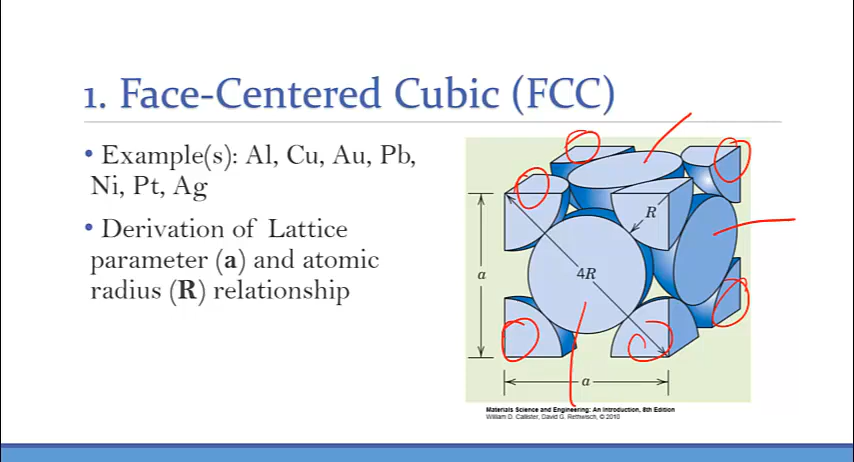 1. Face-Centered Cubic (FCC)
• Example(s): Al, Cu, Au, Pb,
Ni, Pt, Ag
• Derivation of Lattice
parameter (a) and atomic
radius (R) relationship
R
a
4R
a
Materials Science and Engineering: An Introduction, 8th Edition
William D. Callister, David G. Rethwisch, © 2010